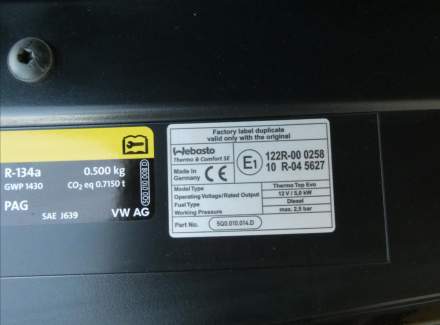 R-134a 0.500 kg
GWP 1430 CO2 eq 0.7150 t
PAG
SAE J639 VW AG
Factory label duplicate
valid only with the original
Webasto
Thermo & Comfort SE
Made in
Germany
CE
E1
122R-00 0258
10 R-04 5627
Model Type Thermo Top Evo
Operating Voltage/Rated Output 12 V / 5,0 kW
Fuel Type Diesel
Working Pressure max. 2,5 bar
Part No. 5Q0.010.014.D